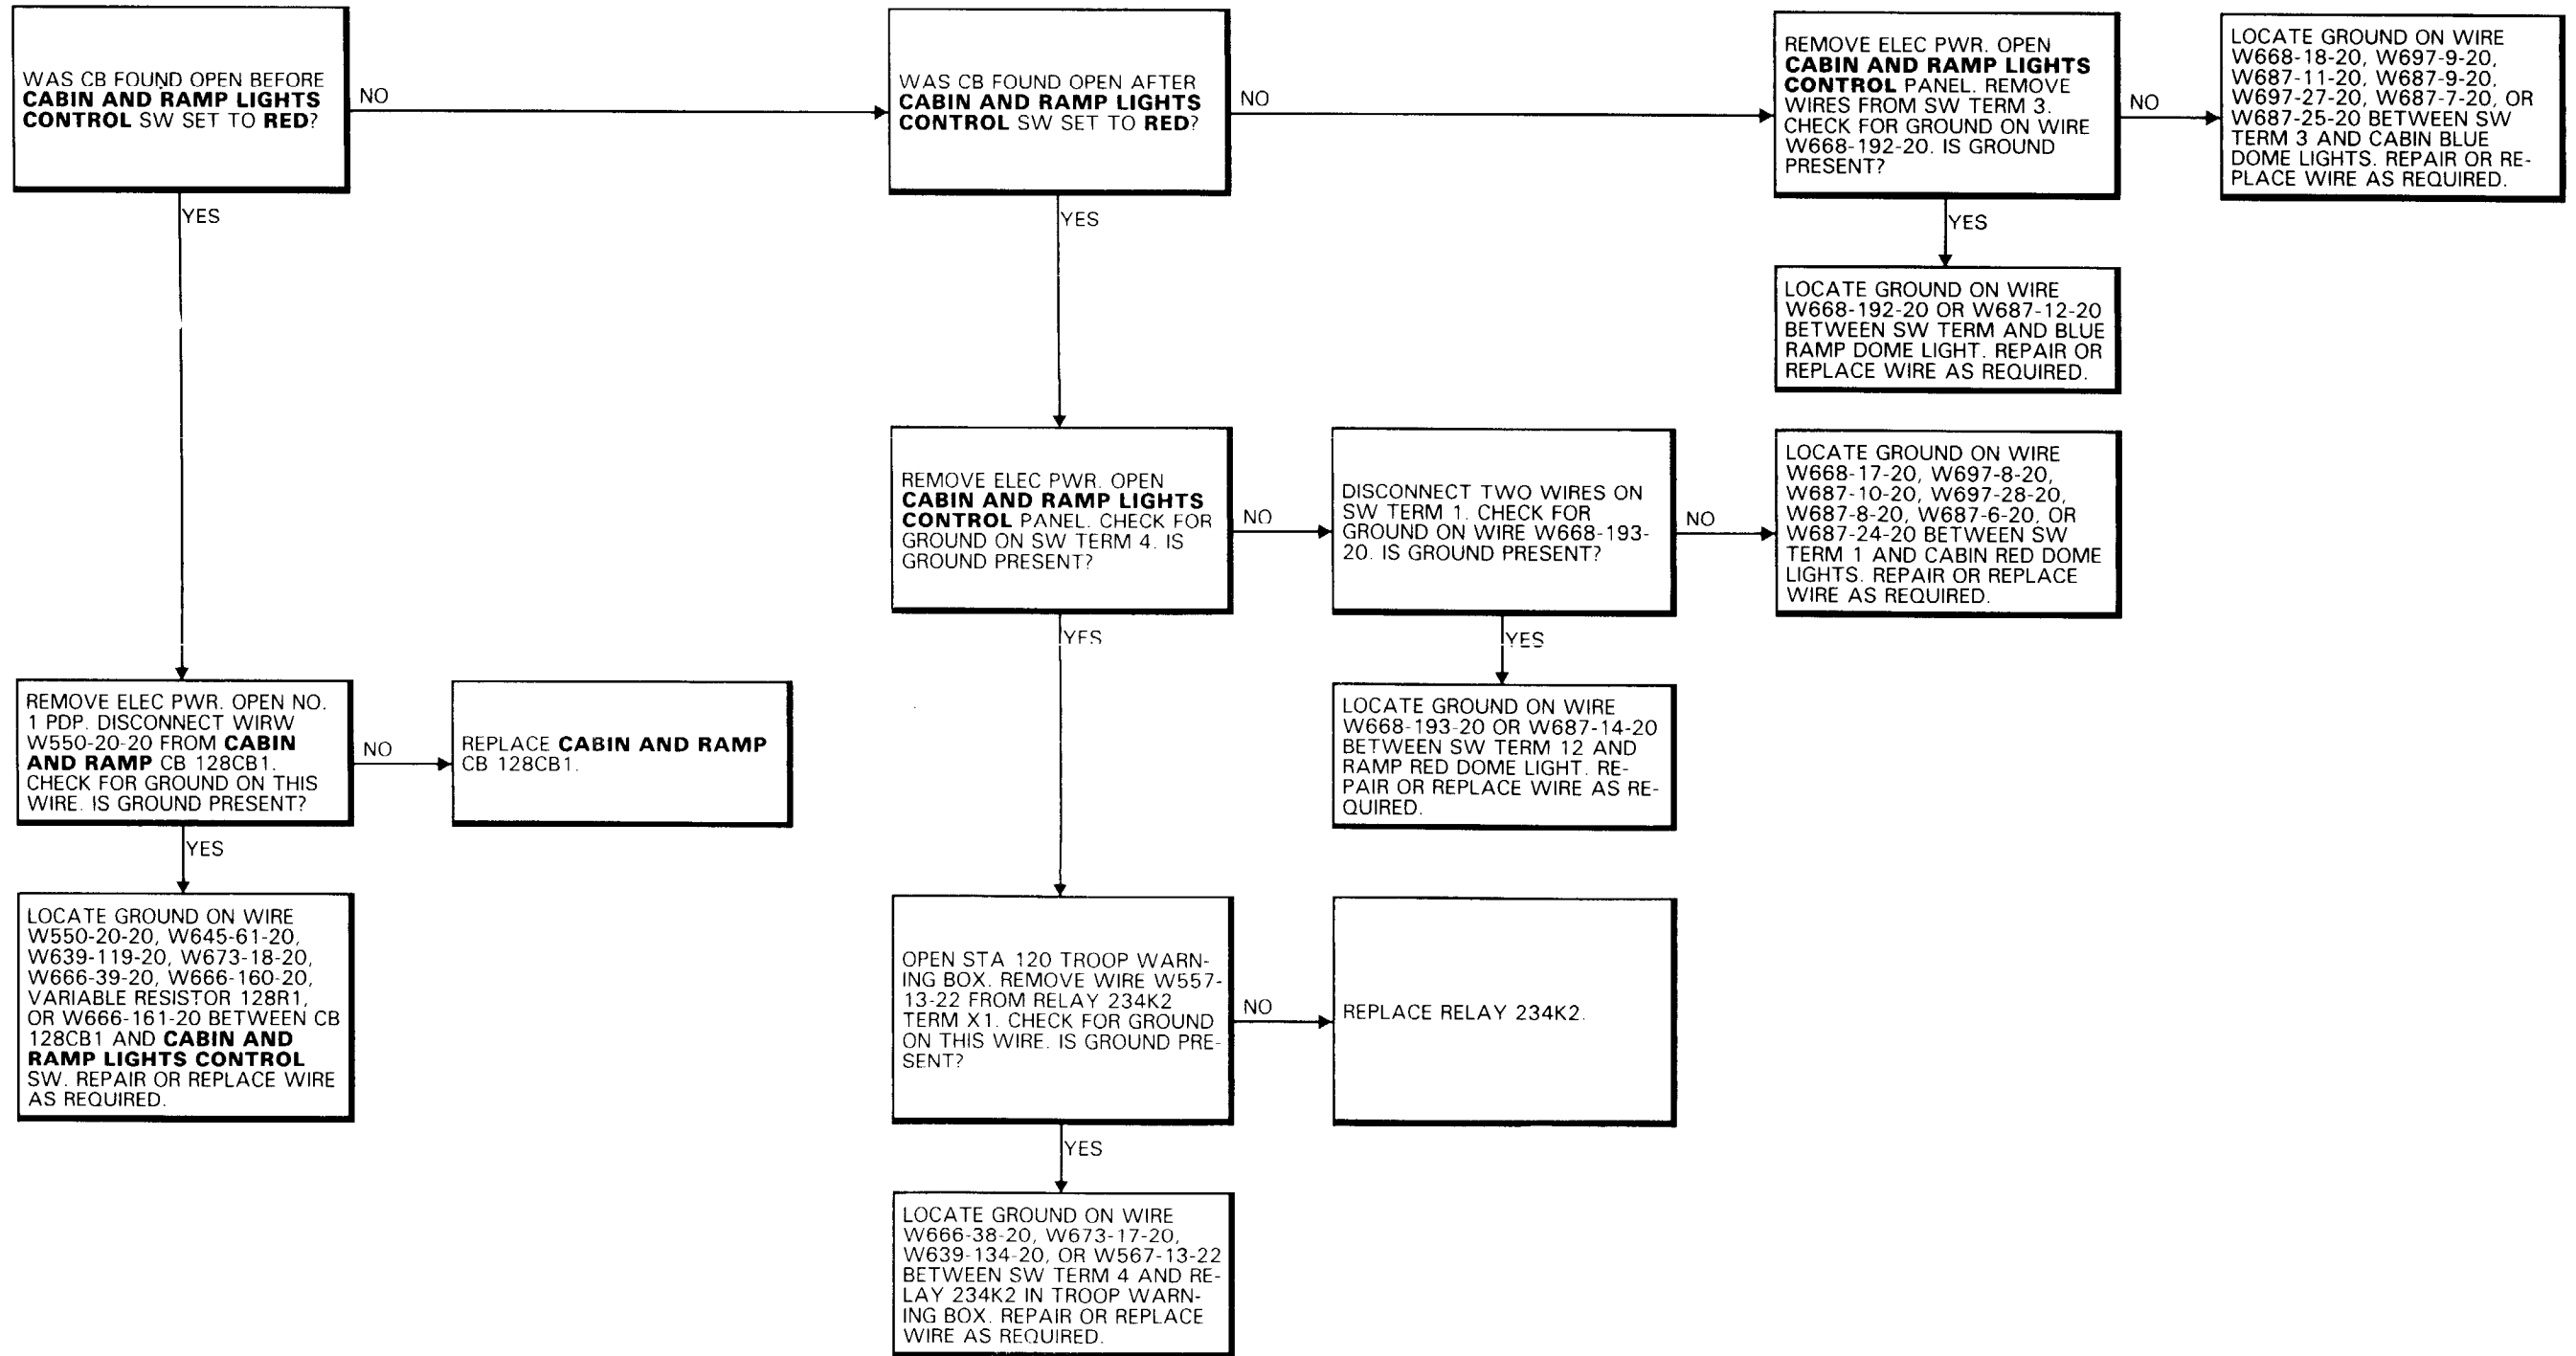 WAS CB FOUND OPEN BEFORE
CABIN AND RAMP LIGHTS
CONTROL SW SET TO RED?
NO
YES
WAS CB FOUND OPEN AFTER
CABIN AND RAMP LIGHTS
CONTROL SW SET TO RED?
NO
YES
REMOVE ELEC PWR. OPEN
CABIN AND RAMP LIGHTS
CONTROL PANEL. REMOVE
WIRES FROM SW TERM 3.
CHECK FOR GROUND ON WIRE
W668-192-20. IS GROUND
PRESENT?
NO
YES
LOCATE GROUND ON WIRE
W668-18-20, W697-9-20,
W687-11-20, W687-9-20,
W697-27-20, W687-7-20, OR
W687-25-20 BETWEEN SW
TERM 3 AND CABIN BLUE
DOME LIGHTS. REPAIR OR RE-
PLACE WIRE AS REQUIRED.
LOCATE GROUND ON WIRE
W668-192-20 OR W687-12-20
BETWEEN SW TERM AND BLUE
RAMP DOME LIGHT. REPAIR OR
REPLACE WIRE AS REQUIRED.
REMOVE ELEC PWR. OPEN
CABIN AND RAMP LIGHTS
CONTROL PANEL. CHECK FOR
GROUND ON SW TERM 4. IS
GROUND PRESENT?
NO
YES
DISCONNECT TWO WIRES ON
SW TERM 1. CHECK FOR
GROUND ON WIRE W668-193-
20. IS GROUND PRESENT?
NO
YES
LOCATE GROUND ON WIRE
W668-17-20, W697-8-20,
W687-10-20, W697-28-20,
W687-8-20, W687-6-20, OR
W687-24-20 BETWEEN SW
TERM 1 AND CABIN RED DOME
LIGHTS. REPAIR OR REPLACE
WIRE AS REQUIRED.
REMOVE ELEC PWR. OPEN NO.
1 PDP. DISCONNECT WIRW
W550-20-20 FROM CABIN
AND RAMP CB 128CB1.
CHECK FOR GROUND ON THIS
WIRE. IS GROUND PRESENT?
NO
YES
REPLACE CABIN AND RAMP
CB 128CB1.
LOCATE GROUND ON WIRE
W668-193-20 OR W687-14-20
BETWEEN SW TERM 12 AND
RAMP RED DOME LIGHT. RE-
PAIR OR REPLACE WIRE AS RE-
QUIRED.
LOCATE GROUND ON WIRE
W550-20-20, W645-61-20,
W639-119-20, W673-18-20,
W666-39-20, W666-160-20,
VARIABLE RESISTOR 128R1,
OR W666-161-20 BETWEEN CB
128CB1 AND CABIN AND
RAMP LIGHTS CONTROL
SW. REPAIR OR REPLACE WIRE
AS REQUIRED.
OPEN STA 120 TROOP WARN-
ING BOX. REMOVE WIRE W557-
13-22 FROM RELAY 234K2
TERM X1. CHECK FOR GROUND
ON THIS WIRE. IS GROUND PRE-
SENT?
NO
YES
REPLACE RELAY 234K2.
LOCATE GROUND ON WIRE
W666-38-20, W673-17-20,
W639-134-20, OR W567-13-22
BETWEEN SW TERM 4 AND RE-
LAY 234K2 IN TROOP WARN-
ING BOX. REPAIR OR REPLACE
WIRE AS REQUIRED.